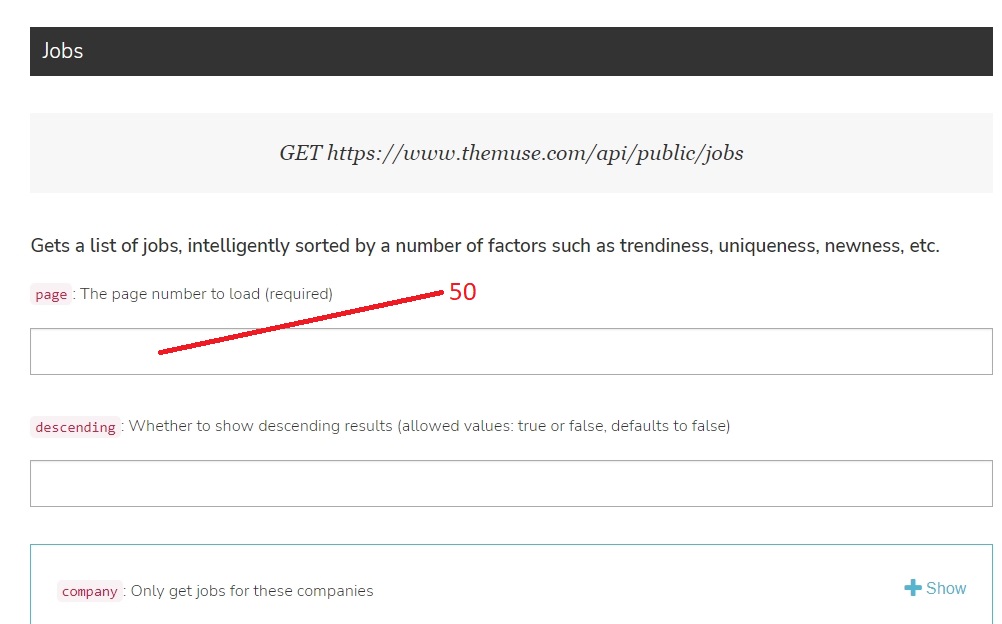 Jobs
GET https://www.themuse.com/api/public/jobs
Gets a list of jobs, intelligently sorted by a number of factors such as trendiness, uniqueness, newness, etc.
page : The page number to load (required)
50
descending : Whether to show descending results (allowed values: true or false, defaults to false)
company : Only get jobs for these companies
Show